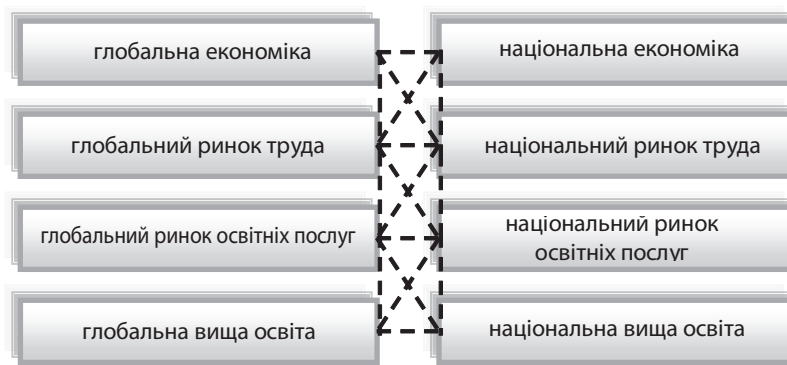 глобальна економіка
національна економіка
глобальний ринок труда
національний ринок труда
глобальний ринок освітніх послуг
національний ринок
освітніх послуг
глобальна вища освіта
національна вища освіта